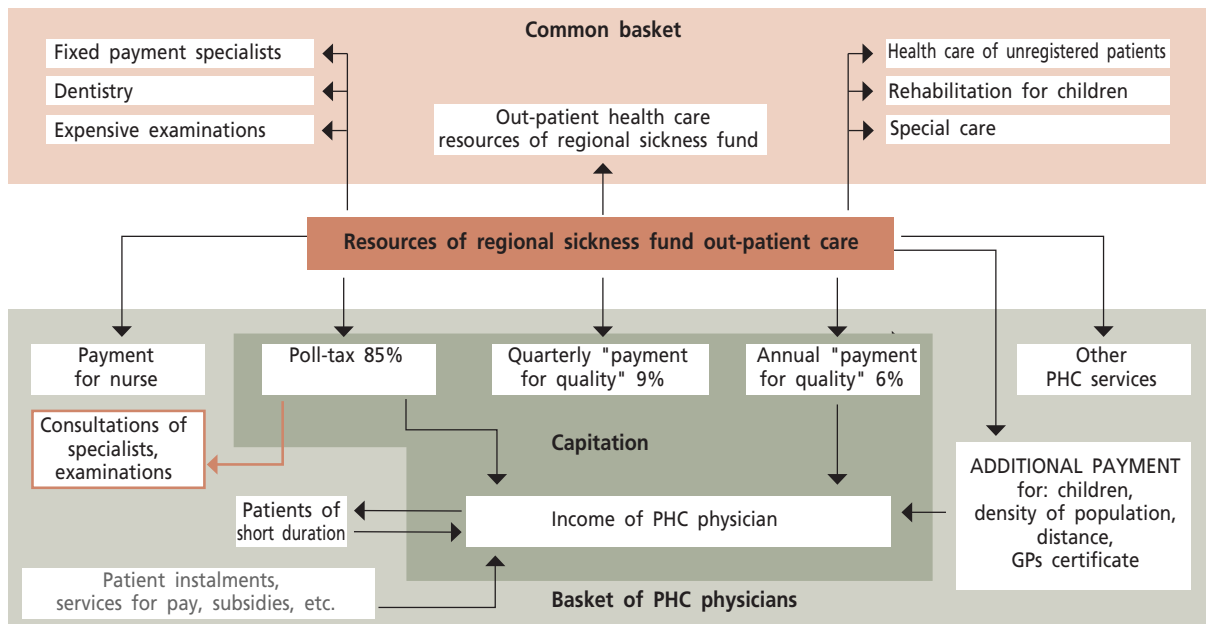 Common basket
Fixed payment specialists
Dentistry
Expensive examinations
Out-patient health care
resources of regional sickness fund
Health care of unregistered patients
Rehabilitation for children
Special care
Resources of regional sickness fund out-patient care
Payment
for nurse
Poll-tax 85%
Quarterly "payment
for quality" 9%
Annual "payment
for quality" 6%
Other
PHC services
Consultations of
specialists,
examinations
Capitation
ADDITIONAL PAYMENT
for: children,
density of population,
distance,
GPs certificate
Patients of
short duration
Income of PHC physician
Patient instalments,
services for pay, subsidies, etc.
Basket of PHC physicians